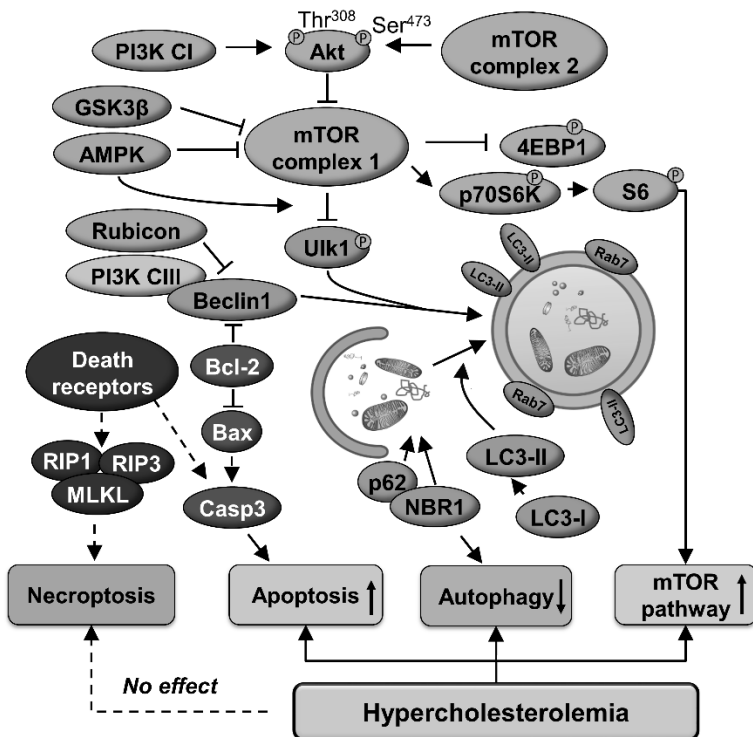 Thr308
Ser473
PI3K CI
P
Akt
P
mTOR
complex 2
GSK3β
AMPK
mTOR
complex 1
P
4EBP1
p70S6K
P
S6
P
Rubicon
PI3K CIII
Beclin1
Ulk1
P
LC3-II
LC3-II
Rab7
Death
receptors
Bcl-2
Bax
Rab7
LC3-II
RIP1
RIP3
MLKL
Casp3
p62
NBR1
LC3-II
LC3-I
Necroptosis
Apoptosis
Autophagy
mTOR
pathway
No effect
Hypercholesterolemia